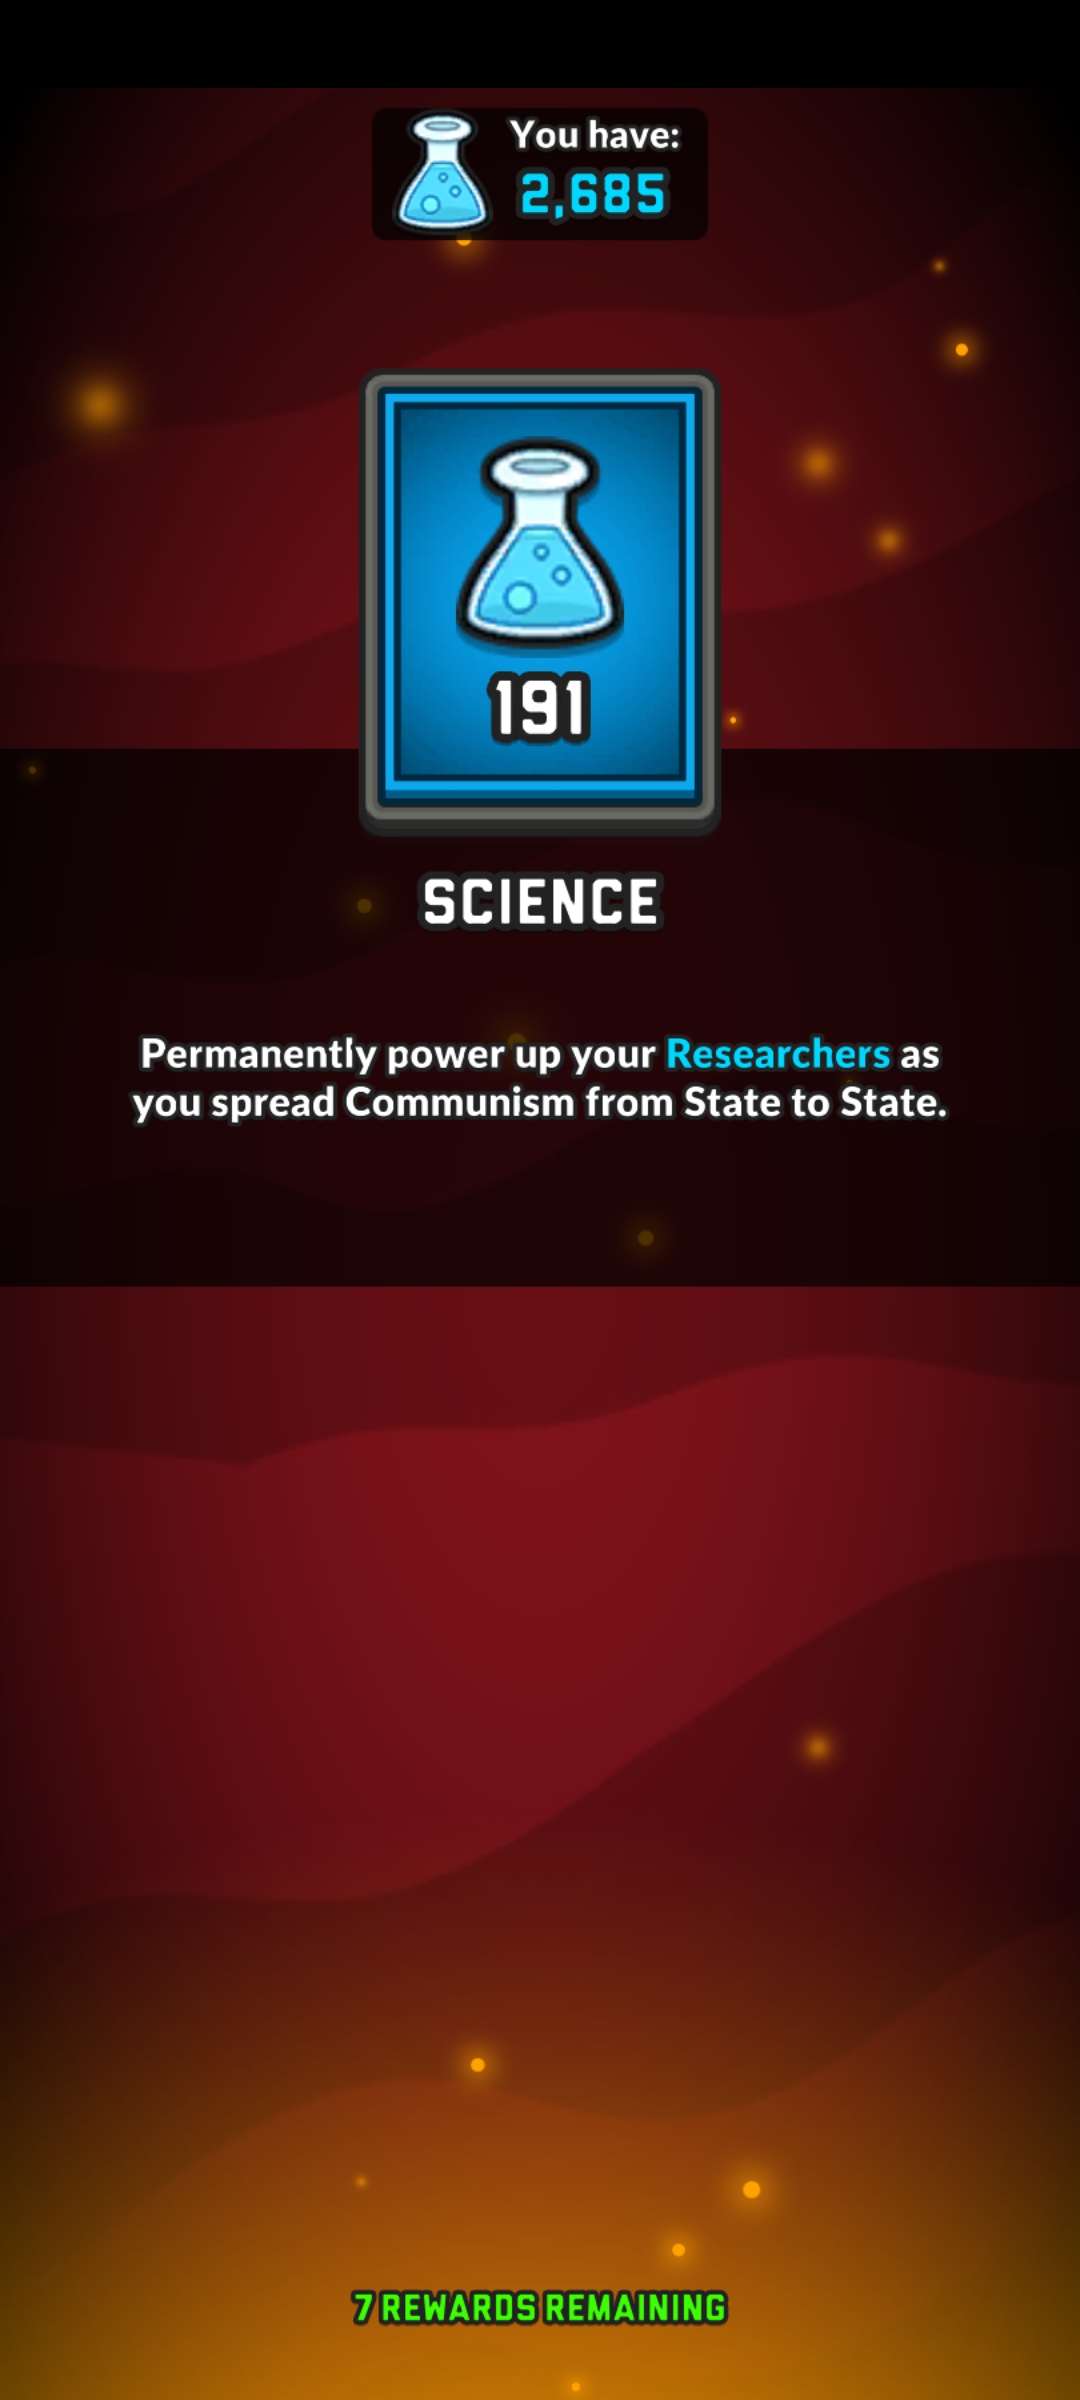 You have:
2,685
191
SCIENCE
Permanently power up your Researchers as
you spread Communism from State to State.
7 REWARDS REMAINING